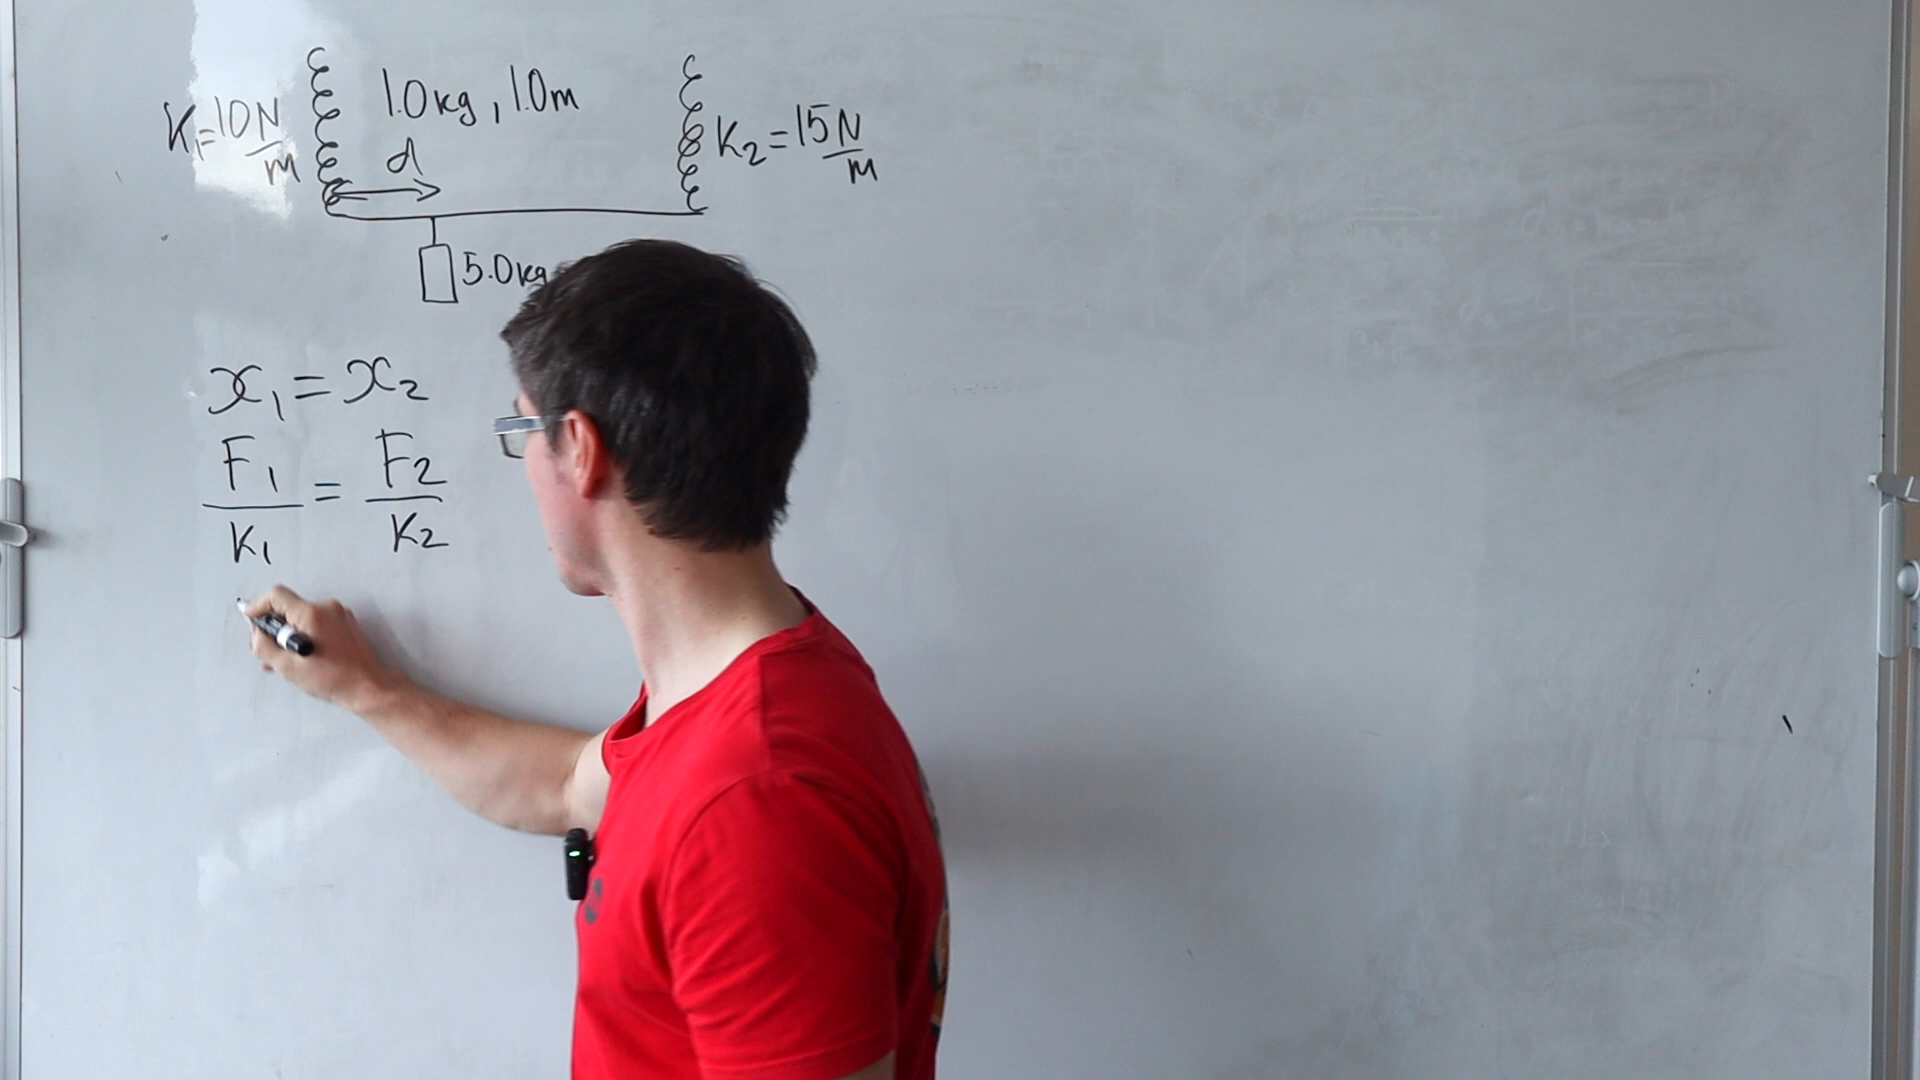 K₁=10N/m
1.0kg, 1.0m
K₂=15N/m
d
5.0kg
x₁=x₂
F₁/K₁ = F₂/K₂